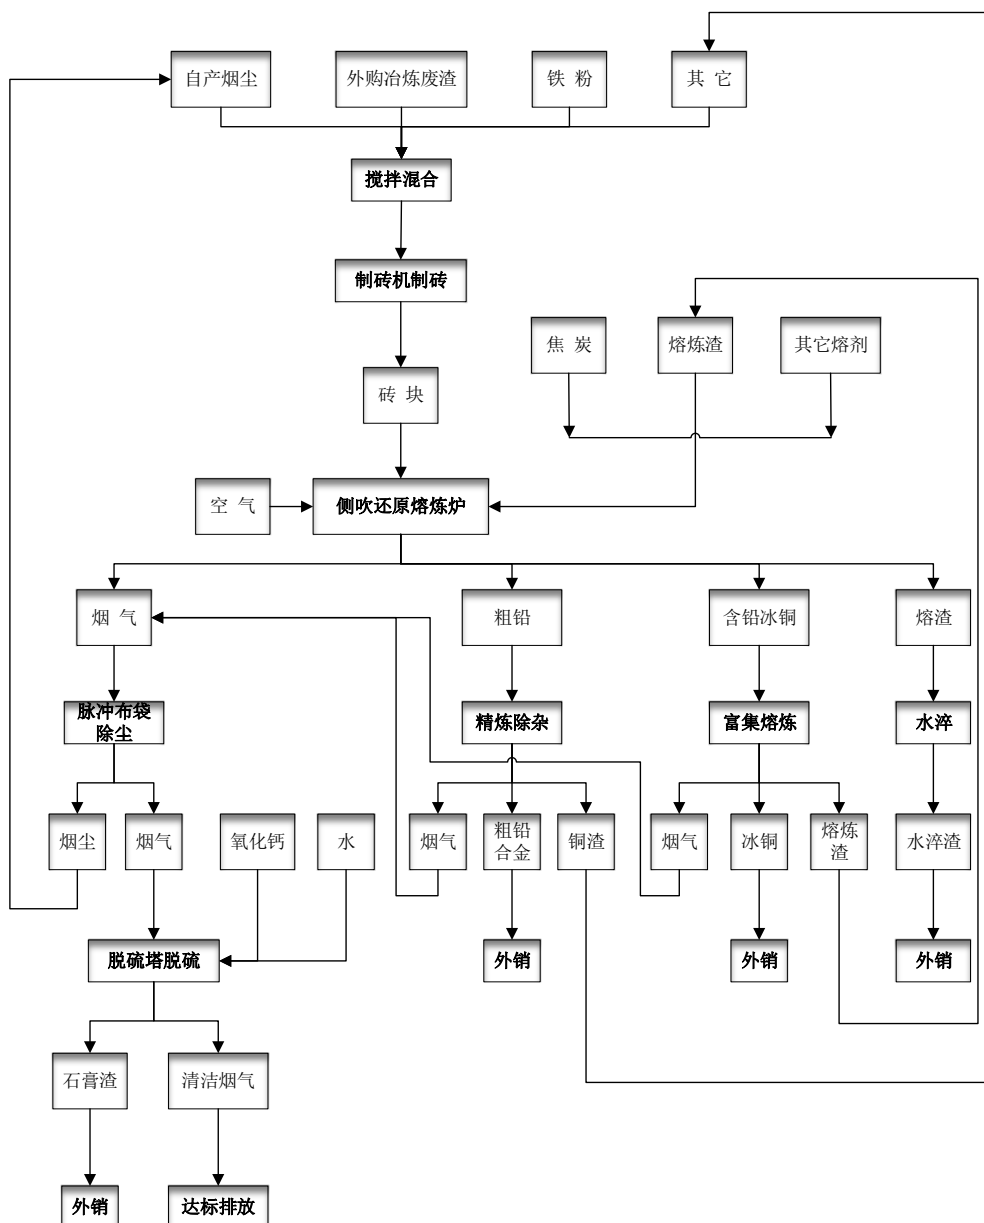 自产烟尘
外购冶炼废渣
铁 粉
其 它
搅拌混合
制砖机制砖
焦 炭
熔炼渣
其它熔剂
砖 块
空 气
侧吹还原熔炼炉
烟 气
粗铅
含铅冰铜
熔渣
脉冲布袋
除尘
精炼除杂
富集熔炼
水淬
烟尘
烟气
氧化钙
水
烟气
粗铅
合金
铜渣
烟气
冰铜
熔炼
渣
水淬渣
脱硫塔脱硫
外销
外销
外销
石膏渣
清洁烟气
外销
达标排放